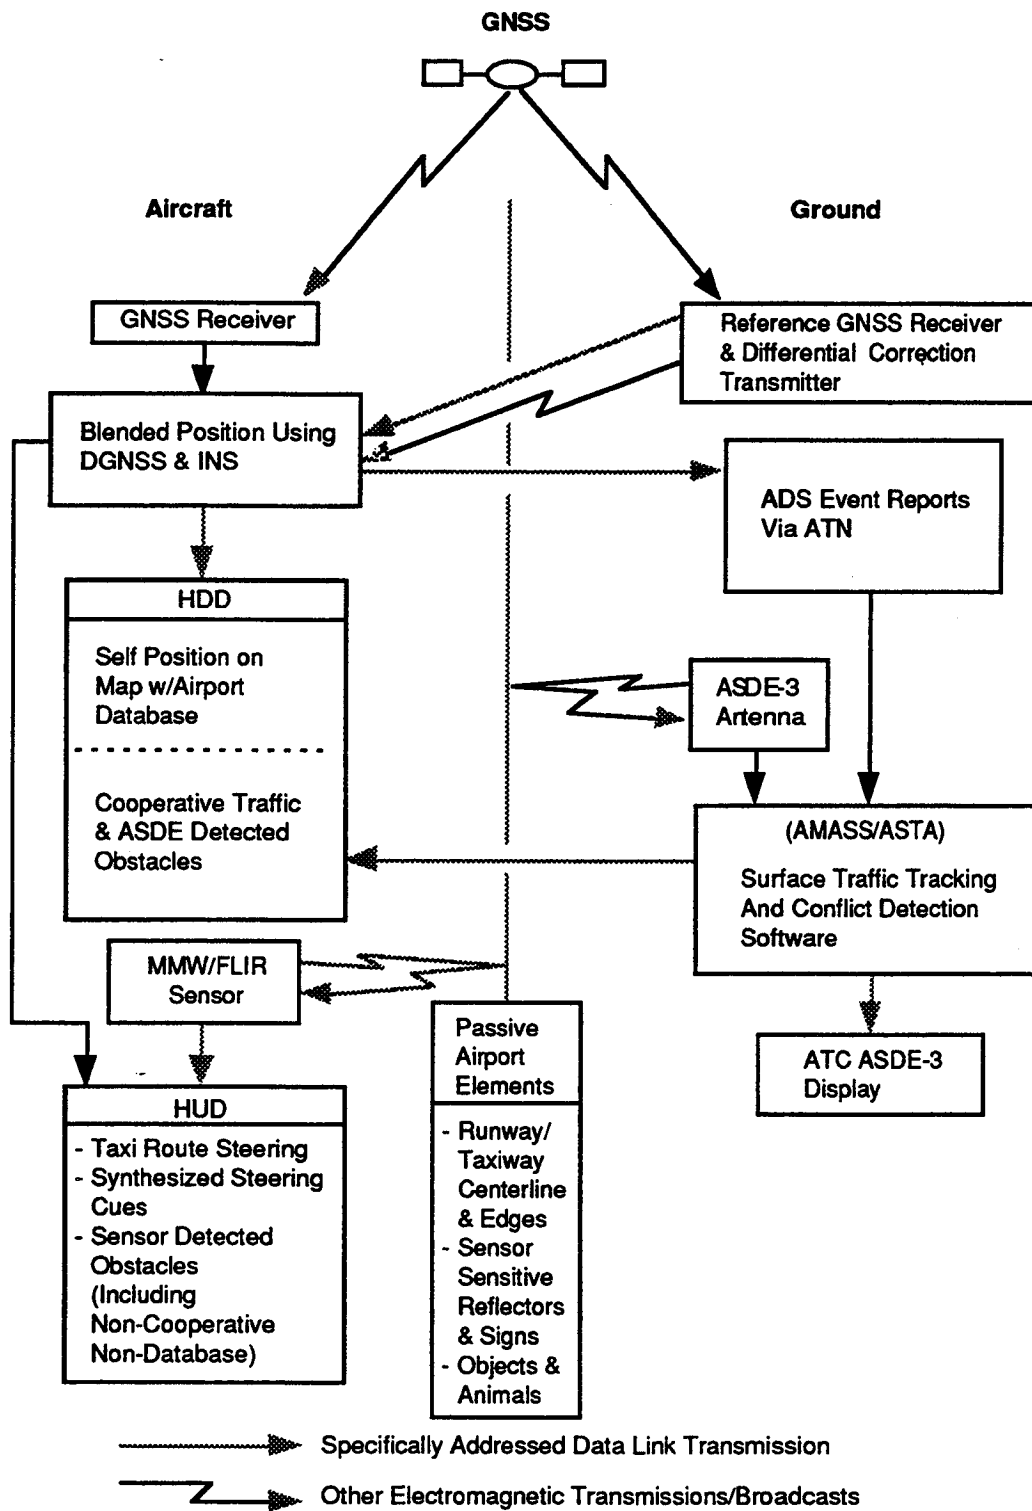 GNSS
Aircraft
Ground
GNSS Receiver
Reference GNSS Receiver
& Differential Correction
Transmitter
Blended Position Using
DGNSS & INS
ADS Event Reports
Via ATN
HDD
Self Position on
Map w/Airport
Database
Cooperative Traffic
& ASDE Detected
Obstacles
ASDE-3
Artenna
(AMASS/ASTA)
Surface Traffic Tracking
And Conflict Detection
Software
MMW/FLIR
Sensor
Passive
Airport
Elements
- Runway/
Taxiway
Centerline
& Edges
- Sensor
Sensitive
Reflectors
& Signs
- Objects &
Animals
ATC ASDE-3
Display
HUD
- Taxi Route Steering
- Synthesized Steering
Cues
- Sensor Detected
Obstacles
(Including
Non-Cooperative
Non-Database)
Specifically Addressed Data Link Transmission
Other Electromagnetic Transmissions/Broadcasts